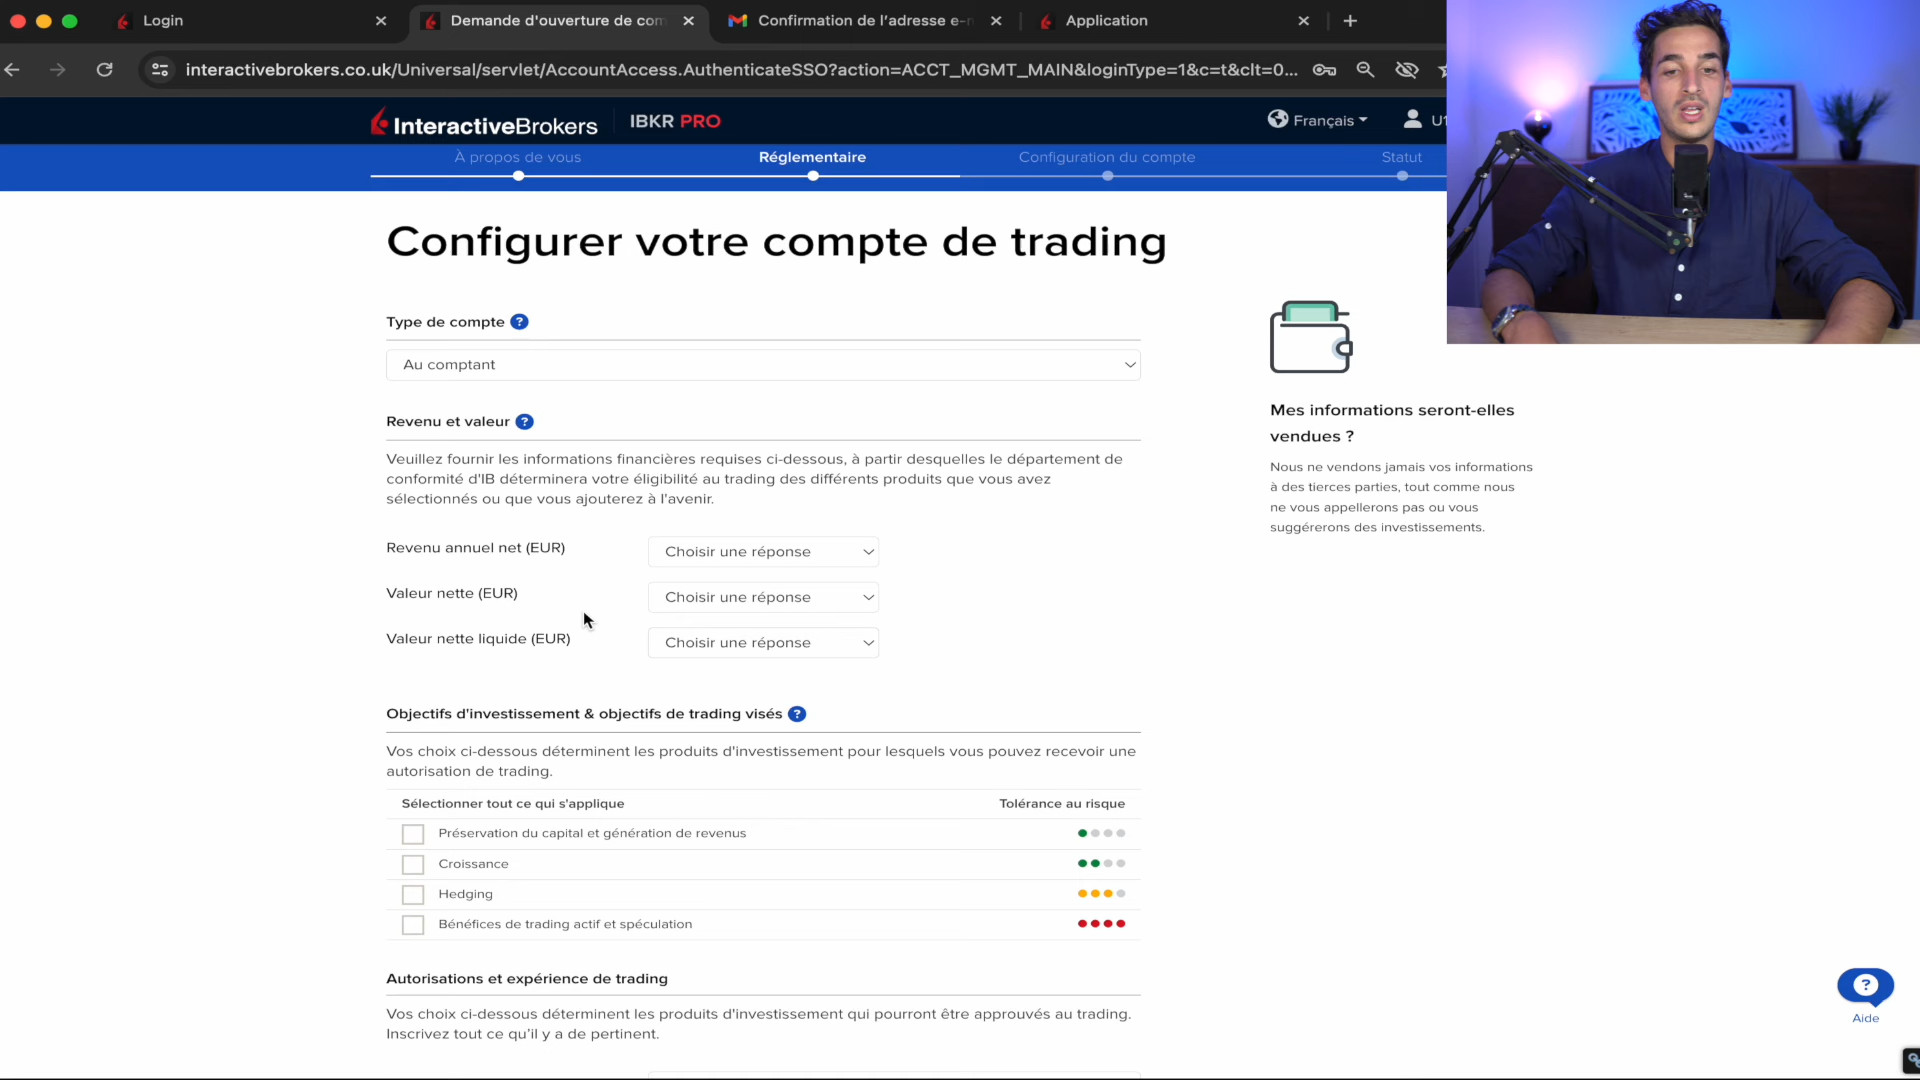 Login
Demande d'ouverture de com
Confirmation de l'adresse e-m
Application
interactivebrokers.co.uk/Universal/servlet/AccountAccess.AuthenticateSSO?action=ACCT_MGMT_MAIN&loginType=1&c=t&clt=0...
InteractiveBrokers
IBKR PRO
Français
U1
À propos de vous
Réglementaire
Configuration du compte
Statut
Configurer votre compte de trading
Type de compte ?
Au comptant
Revenu et valeur ?
Veuillez fournir les informations financières requises ci-dessous, à partir desquelles le département de
conformité d'IB déterminera votre éligibilité au trading des différents produits que vous avez
sélectionnés ou que vous ajouterez à l'avenir.
Revenu annuel net (EUR)
Choisir une réponse
Valeur nette (EUR)
Choisir une réponse
Valeur nette liquide (EUR)
Choisir une réponse
Objectifs d'investissement & objectifs de trading visés ?
Vos choix ci-dessous déterminent les produits d'investissement pour lesquels vous pouvez recevoir une
autorisation de trading.
Sélectionner tout ce qui s'applique
Tolérance au risque
Préservation du capital et génération de revenus
Croissance
Hedging
Bénéfices de trading actif et spéculation
Autorisations et expérience de trading
Vos choix ci-dessous déterminent les produits d'investissement qui pourront être approuvés au trading.
Inscrivez tout ce qu'il y a de pertinent.
Mes informations seront-elles
vendues ?
Nous ne vendons jamais vos informations
à des tierces parties, tout comme nous
ne vous appellerons pas ou vous
suggérerons des investissements.
?
Aide